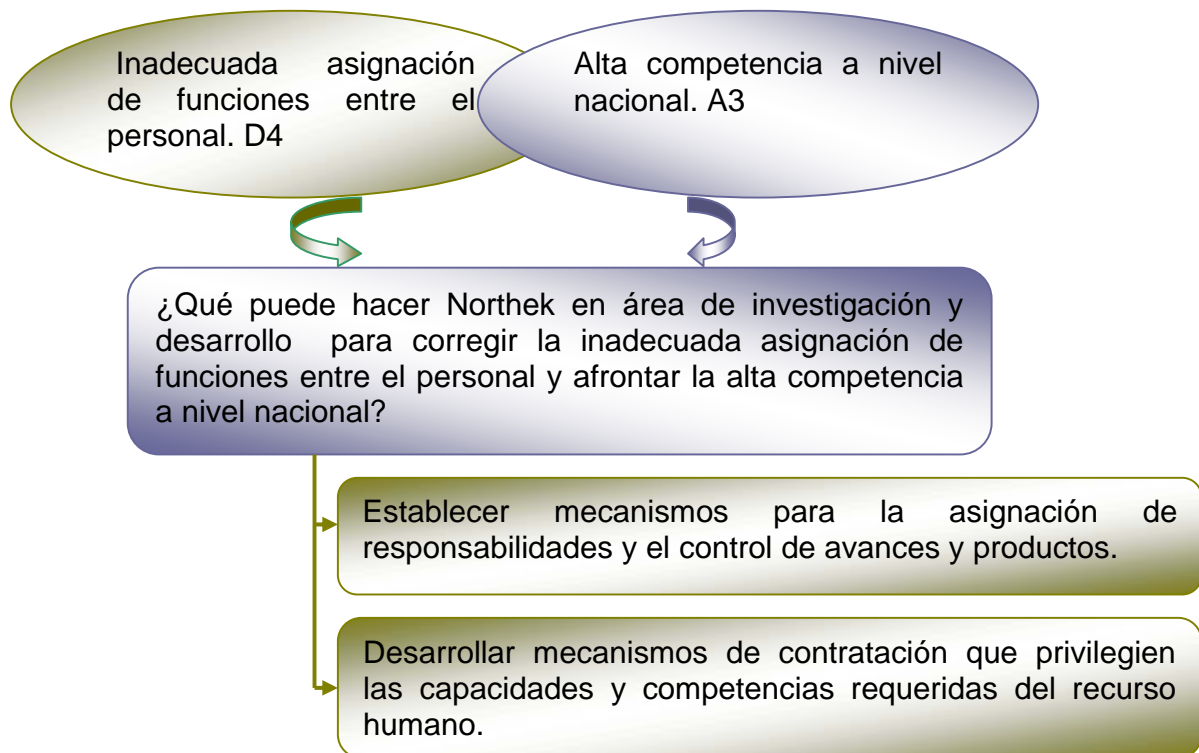 Inadecuada asignación
de funciones entre el
personal. D4
Alta competencia a nivel
nacional. A3
¿Qué puede hacer Northek en área de investigación y
desarrollo para corregir la inadecuada asignación de
funciones entre el personal y afrontar la alta competencia
a nivel nacional?
Establecer mecanismos para la asignación de
responsabilidades y el control de avances y productos.
Desarrollar mecanismos de contratación que privilegien
las capacidades y competencias requeridas del recurso
humano.